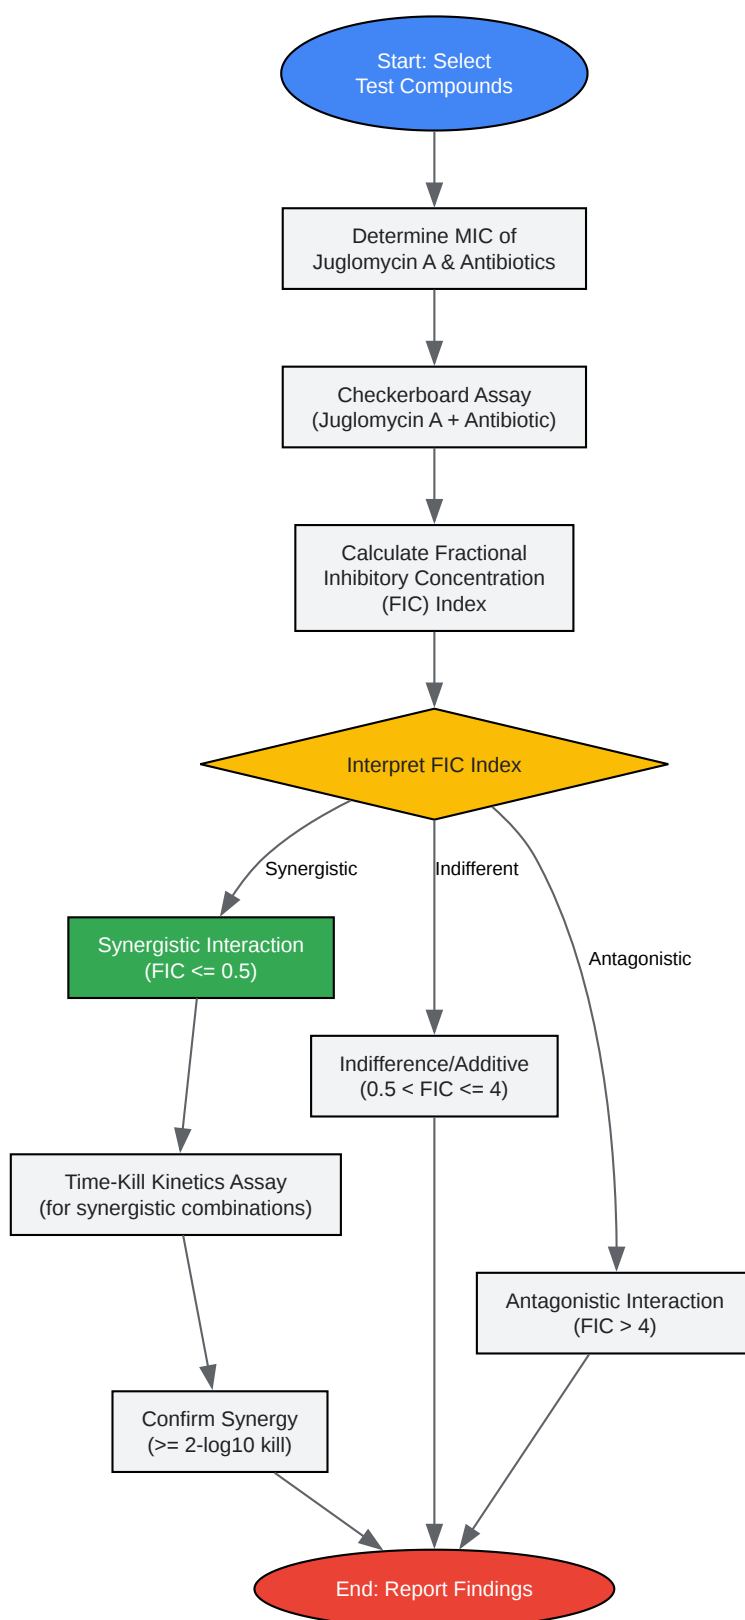 Start: Select
Test Compounds
Determine MIC of
Juglomycin A & Antibiotics
Checkerboard Assay
(Juglomycin A + Antibiotic)
Calculate Fractional
Inhibitory Concentration
(FIC) Index
Interpret FIC Index
Synergistic
Indifferent
Antagonistic
Synergistic Interaction
(FIC <= 0.5)
Indifference/Additive
(0.5 < FIC <= 4)
Time-Kill Kinetics Assay
(for synergistic combinations)
Antagonistic Interaction
(FIC > 4)
Confirm Synergy
(>= 2-log10 kill)
End: Report Findings